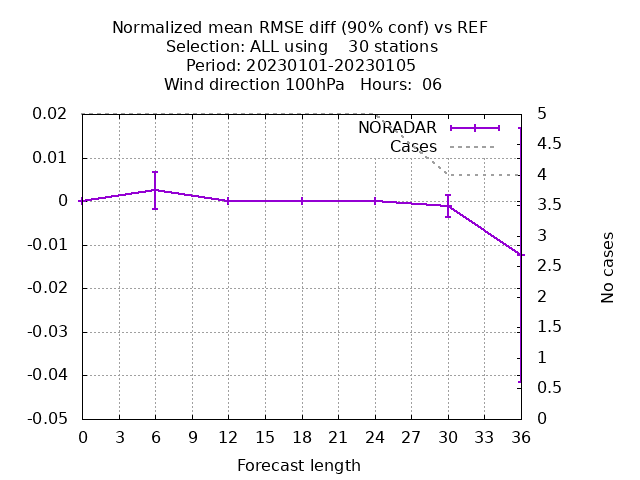 Normalized mean RMSE diff (90% conf) vs REF
Selection: ALL using    30 stations
Period: 20230101-20230105
Wind direction 100hPa   Hours:  06
NORADAR
Cases
0.02
0.01
0
-0.01
-0.02
-0.03
-0.04
-0.05
5
4.5
4
3.5
3
2.5
2
1.5
1
0.5
0
No cases
0 3 6 9 12 15 18 21 24 27 30 33 36
Forecast length